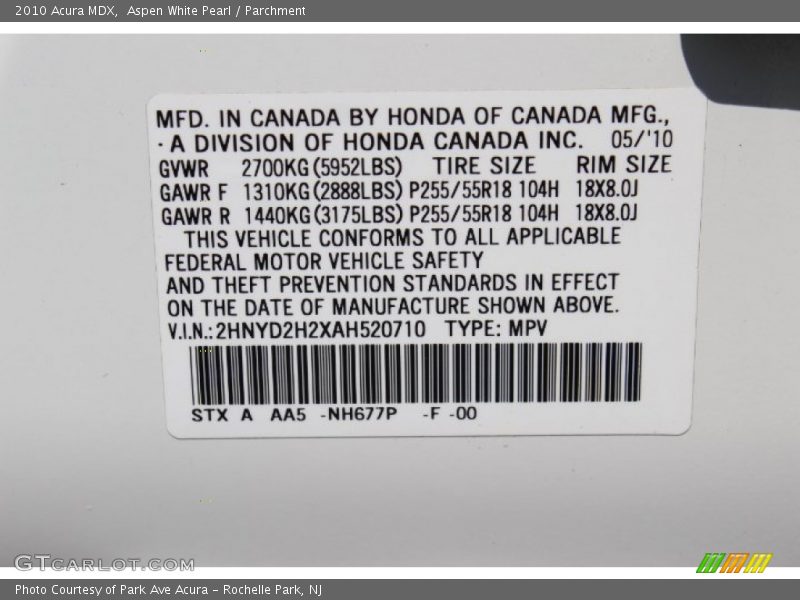 2010 Acura MDX,  Aspen White Pearl / Parchment
MFD. IN CANADA BY HONDA OF CANADA MFG.,
· A DIVISION OF HONDA CANADA INC.   05/'10
GVWR   2700KG(5952LBS)   TIRE SIZE   RIM SIZE
GAWR F  1310KG(2888LBS) P255/55R18 104H  18X8.0J
GAWR R  1440KG(3175LBS) P255/55R18 104H  18X8.0J
THIS VEHICLE CONFORMS TO ALL APPLICABLE
FEDERAL MOTOR VEHICLE SAFETY
AND THEFT PREVENTION STANDARDS IN EFFECT
ON THE DATE OF MANUFACTURE SHOWN ABOVE.
V.I.N.:2HNYD2H2XAH520710  TYPE: MPV
STX A  AA5 -NH677P  -F -00
GTCARLOT.COM
Photo Courtesy of Park Ave Acura – Rochelle Park, NJ